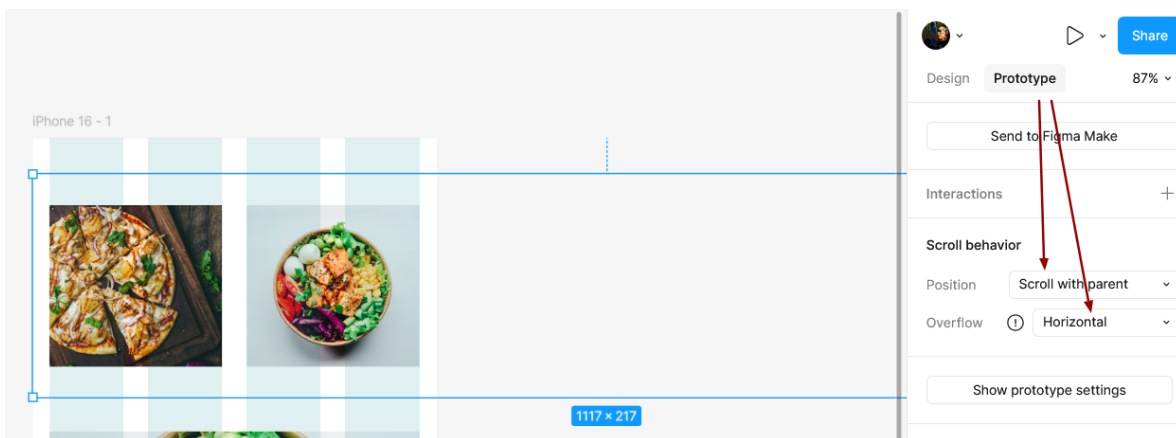 Share
Design Prototype 87%
iPhone 16 - 1
Send to Figma Make
Interactions
Scroll behavior
Position Scroll with parent
Overflow Horizontal
Show prototype settings
1117 × 217